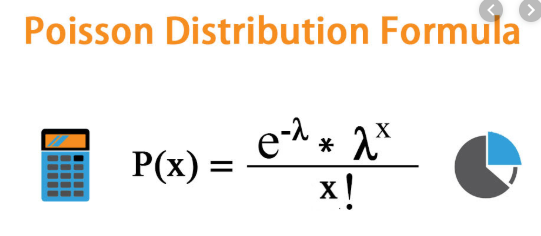 Poisson Distribution Formula
P(x) = e^-λ * λ^x / x!